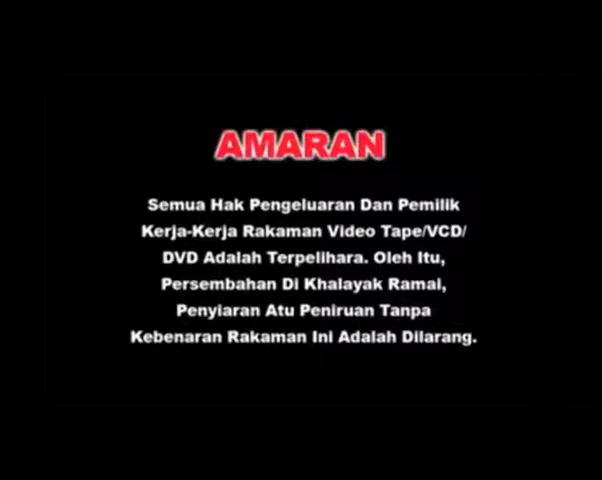 AMARAN
Semua Hak Pengeluaran Dan Pemilik
Kerja-Kerja Rakaman Video Tape/VCD/
DVD Adalah Terpelihara. Oleh Itu,
Persembahan Di Khalayak Ramai,
Penyiaran Atu Peniruan Tanpa
Kebenaran Rakaman Ini Adalah Dilarang.